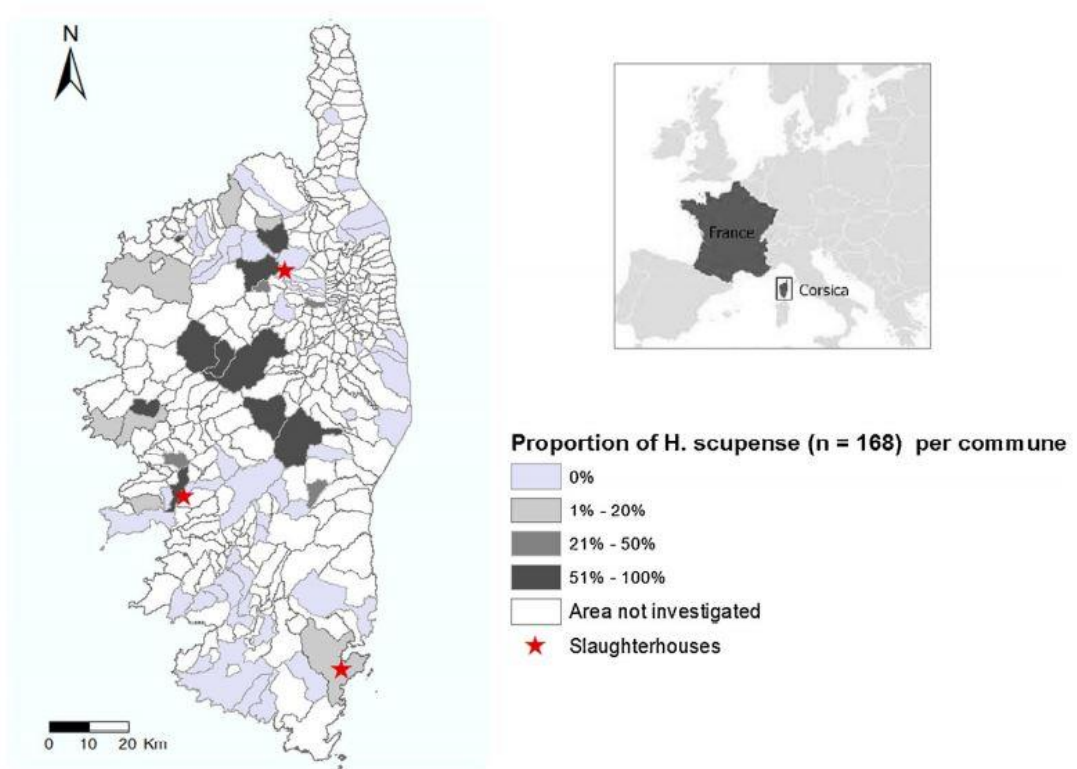 N
France
Corsica
Proportion of H. scupense (n = 168) per commune
0%
1% - 20%
21% - 50%
51% - 100%
Area not investigated
Slaughterhouses
0 10 20 Km